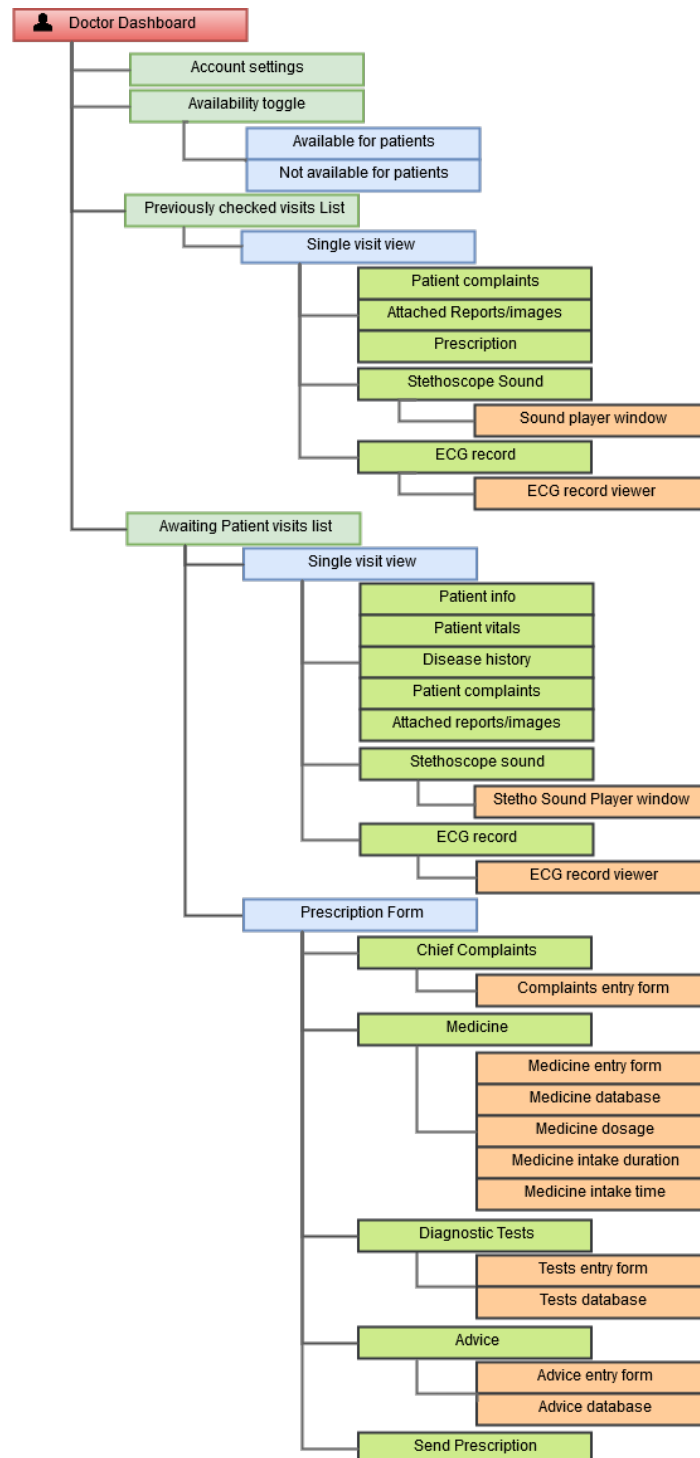 Doctor Dashboard
Account settings
Availability toggle
Available for patients
Not available for patients
Previously checked visits List
Single visit view
Patient complaints
Attached Reports/images
Prescription
Stethoscope Sound
Sound player window
ECG record
ECG record viewer
Awaiting Patient visits list
Single visit view
Patient info
Patient vitals
Disease history
Patient complaints
Attached reports/images
Stethoscope sound
Stetho Sound Player window
ECG record
ECG record viewer
Prescription Form
Chief Complaints
Complaints entry form
Medicine
Medicine entry form
Medicine database
Medicine dosage
Medicine intake duration
Medicine intake time
Diagnostic Tests
Tests entry form
Tests database
Advice
Advice entry form
Advice database
Send Prescription